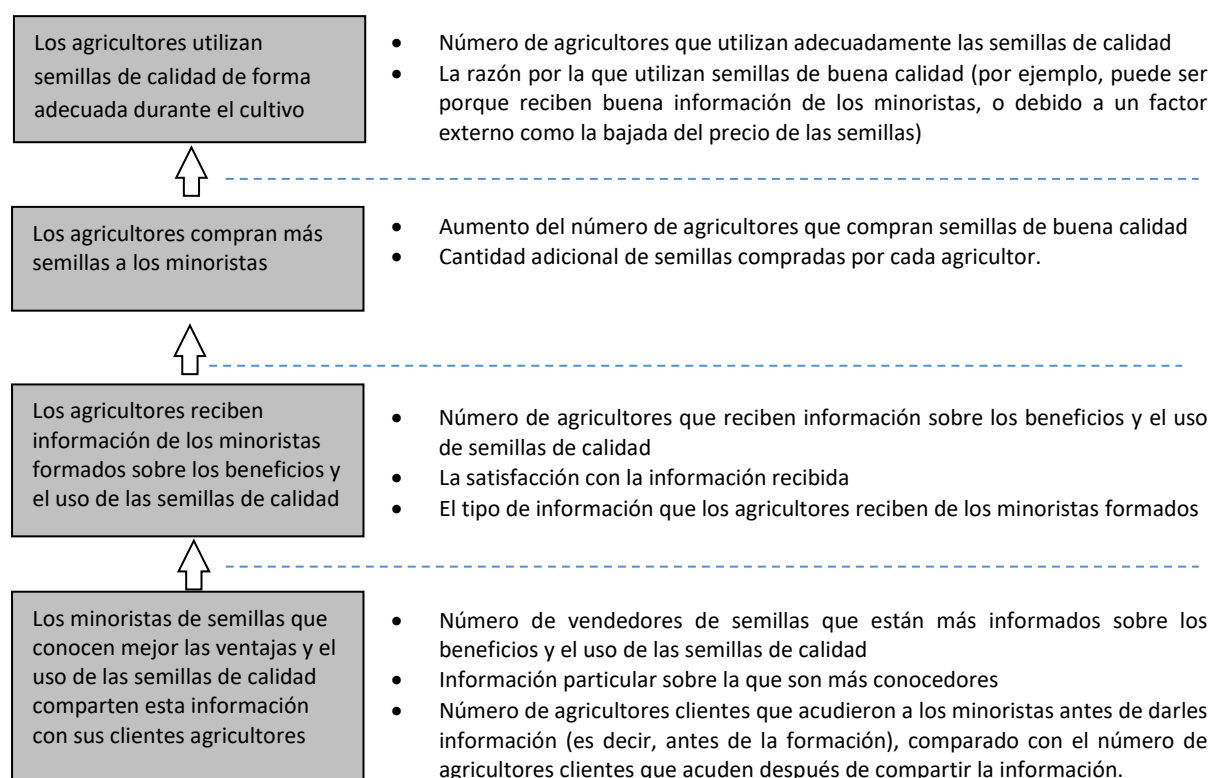 Los agricultores utilizan
semillas de calidad de forma
adecuada durante el cultivo
• Número de agricultores que utilizan adecuadamente las semillas de calidad
• La razón por la que utilizan semillas de buena calidad (por ejemplo, puede ser
porque reciben buena información de los minoristas, o debido a un factor
externo como la bajada del precio de las semillas)
Los agricultores compran más
semillas a los minoristas
• Aumento del número de agricultores que compran semillas de buena calidad
• Cantidad adicional de semillas compradas por cada agricultor.
Los agricultores reciben
información de los minoristas
formados sobre los beneficios y
el uso de las semillas de calidad
• Número de agricultores que reciben información sobre los beneficios y el uso
de semillas de calidad
• La satisfacción con la información recibida
• El tipo de información que los agricultores reciben de los minoristas formados
Los minoristas de semillas que
conocen mejor las ventajas y el
uso de las semillas de calidad
comparten esta información
con sus clientes agricultores
• Número de vendedores de semillas que están más informados sobre los
beneficios y el uso de las semillas de calidad
• Información particular sobre la que son más conocedores
• Número de agricultores clientes que acudieron a los minoristas antes de darles
información (es decir, antes de la formación), comparado con el número de
agricultores clientes que acuden después de compartir la información.